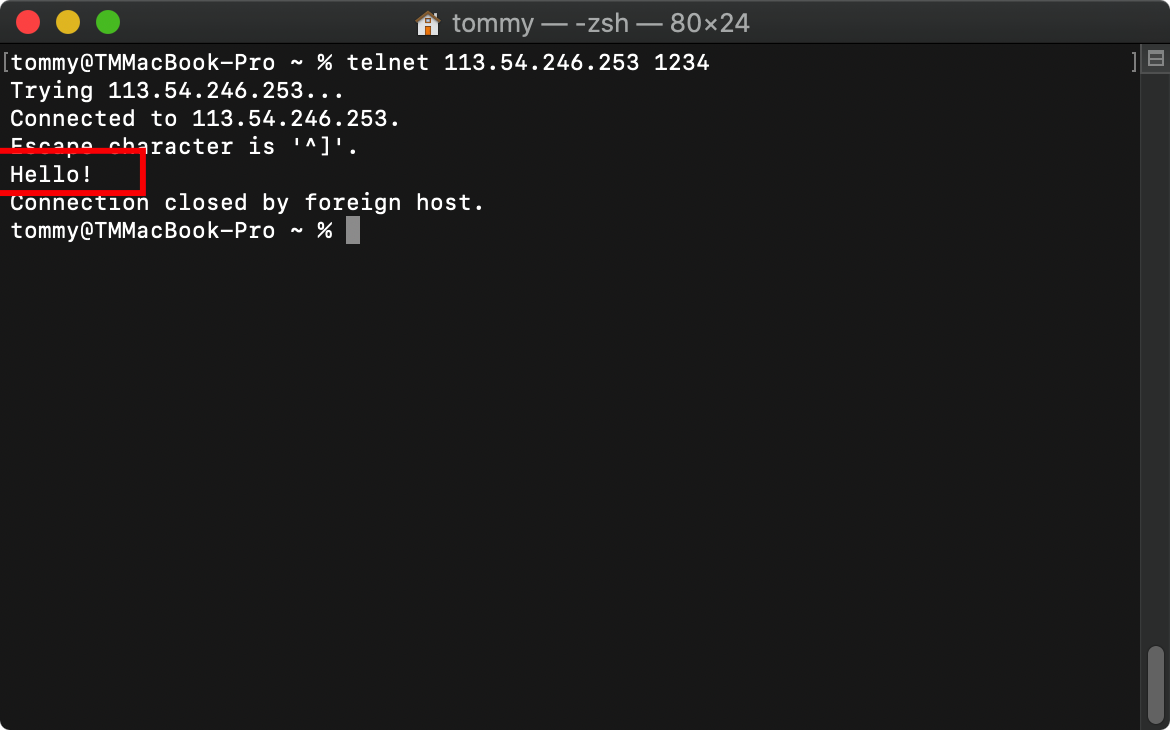 tommy — -zsh — 80×24
[tommy@TMMacBook-Pro ~ % telnet 113.54.246.253 1234 ]
Trying 113.54.246.253...
Connected to 113.54.246.253.
Escape character is '^]'.
Hello!
Connection closed by foreign host.
tommy@TMMacBook-Pro ~ %